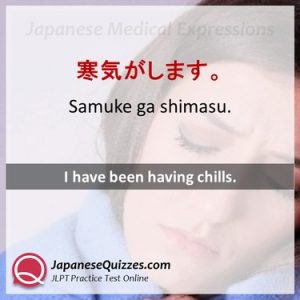 Japanese Medical Expressions
寒気がします。
Samuke ga shimasu.
I have been having chills.
JapaneseQuizzes.com
JLPT Practice Test Online